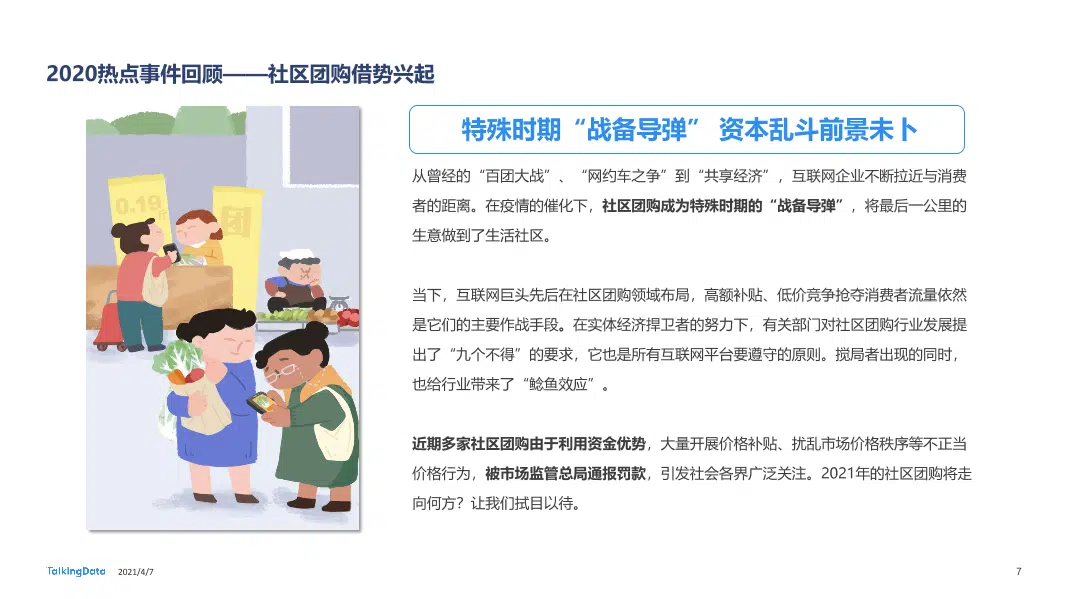 2020热点事件回顾——社区团购借势兴起
0.19
斤
团
特殊时期“战备导弹” 资本乱斗前景未卜
从曾经的“百团大战”、“网约车之争”到“共享经济”，互联网企业不断拉近与消费
者的距离。在疫情的催化下，社区团购成为特殊时期的“战备导弹”，将最后一公里的
生意做到了生活社区。
当下，互联网巨头先后在社区团购领域布局，高额补贴、低价竞争抢夺消费者流量依然
是它们的主要作战手段。在实体经济捍卫者的努力下，有关部门对社区团购行业发展提
出了“九个不得”的要求，它也是所有互联网平台要遵守的原则。搅局者出现的同时，
也给行业带来了“鲶鱼效应”。
近期多家社区团购由于利用资金优势，大量开展价格补贴、扰乱市场价格秩序等不正当
价格行为，被市场监管总局通报罚款，引发社会各界广泛关注。2021年的社区团购将走
向何方？让我们拭目以待。
TalkingData 2021/4/7
7